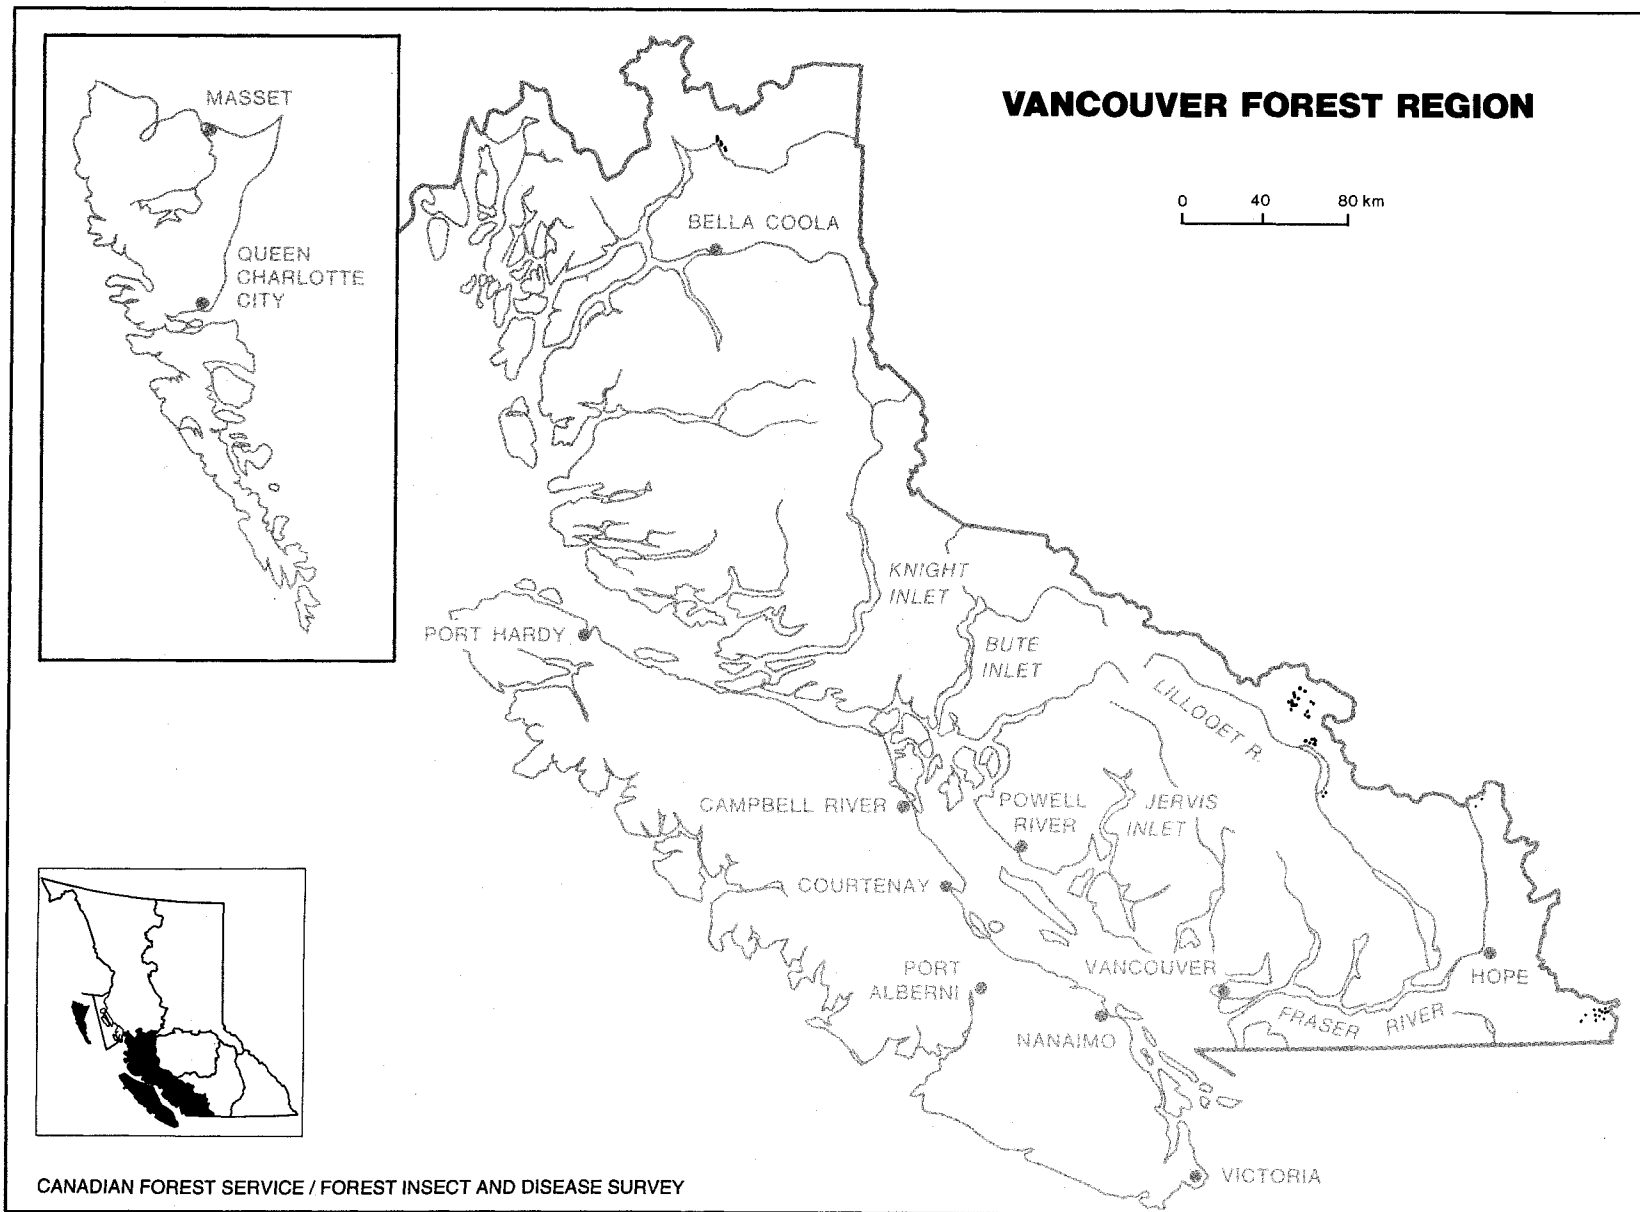 VANCOUVER FOREST REGION
0 40 80 km
MASSET
QUEEN
CHARLOTTE
CITY
BELLA COOLA
KNIGHT
INLET
PORT HARDY
BUTE
INLET
LILLOOET R.
CAMPBELL RIVER
POWELL
RIVER
JERVIS
INLET
COURTENAY
PORT
ALBERNI
VANCOUVER
HOPE
FRASER RIVER
NANAIMO
VICTORIA
CANADIAN FOREST SERVICE / FOREST INSECT AND DISEASE SURVEY